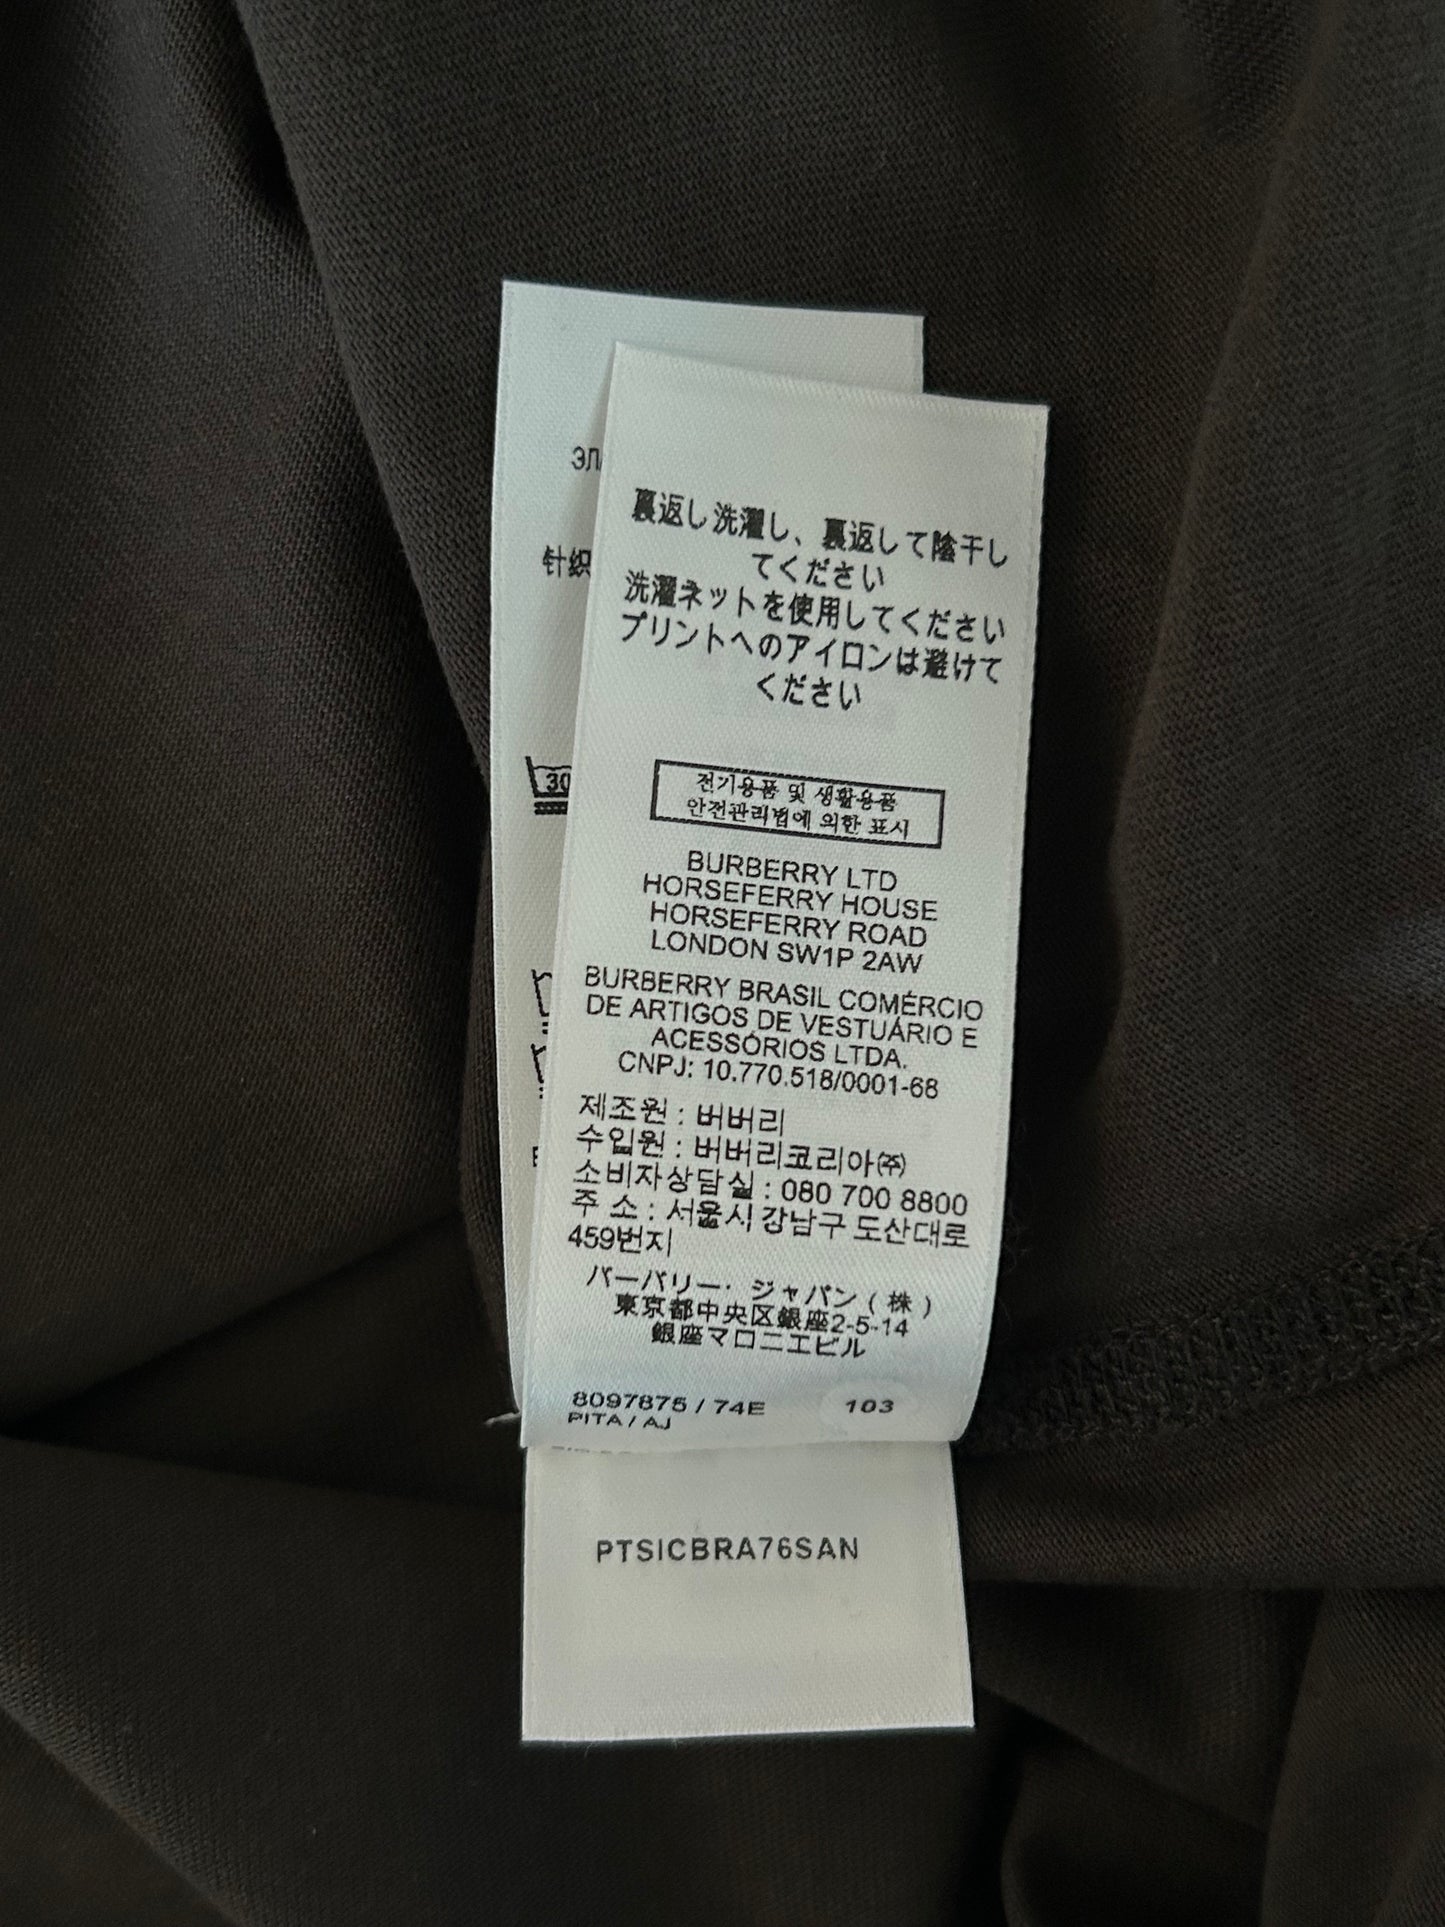 ЭЛ
针织
30
裏返し洗濯し、裏返して陰干し
てください
洗濯ネットを使用してください
プリントへのアイロンは避けて
ください
전기용품 및 생활용품
안전관리법에 의한 표시
BURBERRY LTD
HORSEFERRY HOUSE
HORSEFERRY ROAD
LONDON SW1P 2AW
BURBERRY BRASIL COMÉRCIO
DE ARTIGOS DE VESTUÁRIO E
ACESSÓRIOS LTDA.
CNPJ: 10.770.518/0001-68
제조원 : 버버리
수입원 : 버버리코리아㈜
소비자상담실 : 080 700 8800
주 소 : 서울시 강남구 도산대로
459번지
バーバリー・ジャパン(株)
東京都中央区銀座2-5-14
銀座マロニエビル
8097875 / 74E 103
PITA / AJ
PTSICBRA76SAN